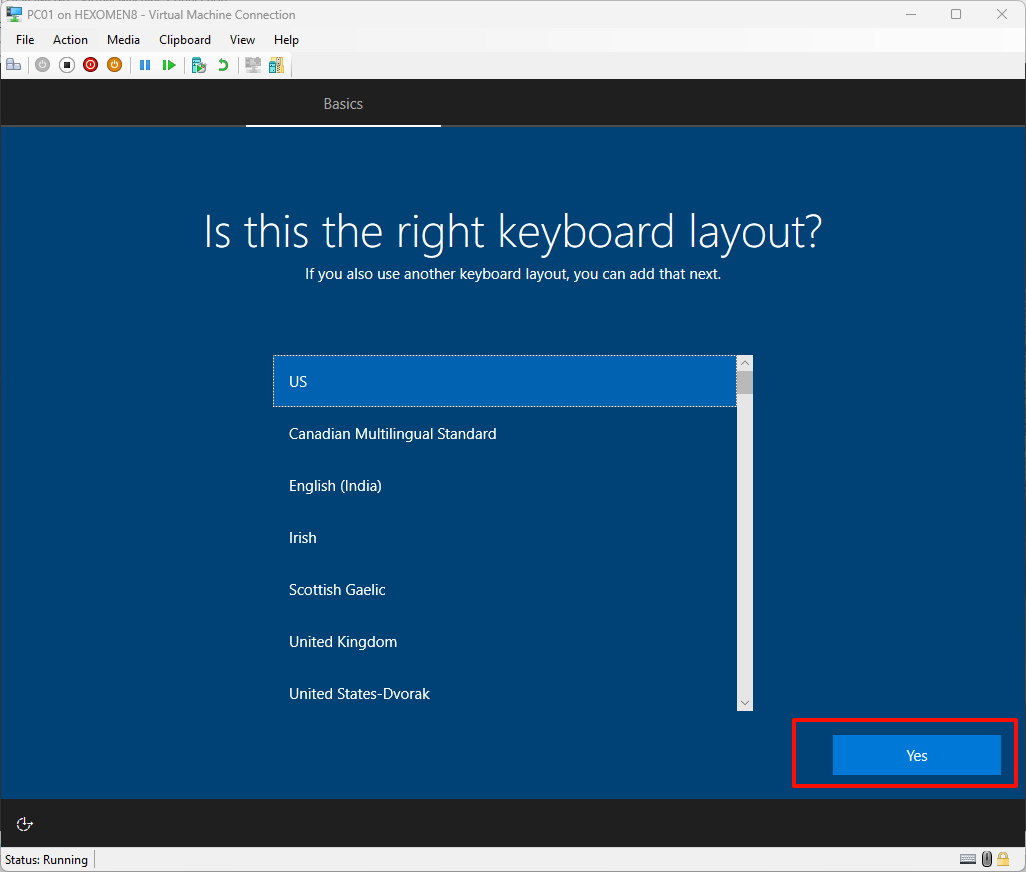 PC01 on HEXOMEN8 - Virtual Machine Connection
File Action Media Clipboard View Help
Basics
Is this the right keyboard layout?
If you also use another keyboard layout, you can add that next.
US
Canadian Multilingual Standard
English (India)
Irish
Scottish Gaelic
United Kingdom
United States-Dvorak
Yes
Status: Running